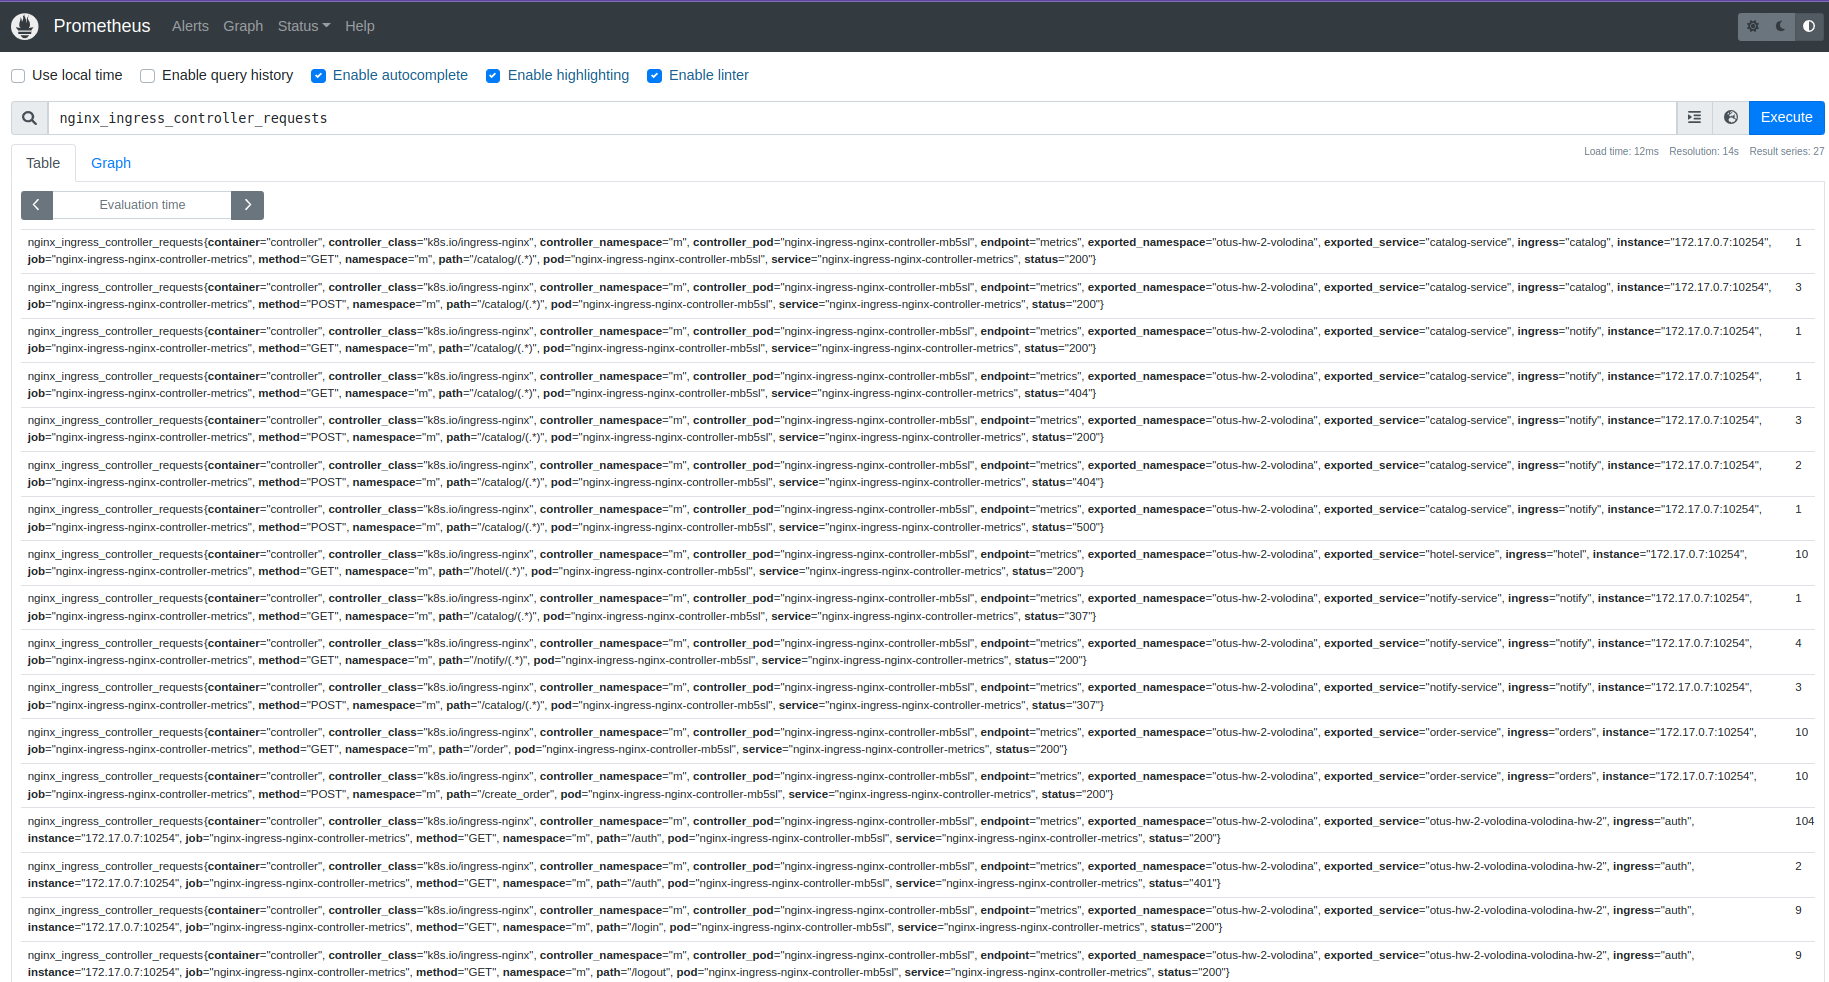 Prometheus Alerts Graph Status Help
Use local time Enable query history Enable autocomplete Enable highlighting Enable linter
nginx_ingress_controller_requests Execute
Table Graph Load time: 12ms Resolution: 14s Result series: 27
Evaluation time
nginx_ingress_controller_requests{container="controller", controller_class="k8s.io/ingress-nginx", controller_namespace="m", controller_pod="nginx-ingress-nginx-controller-mb5sl", endpoint="metrics", exported_namespace="otus-hw-2-volodina", exported_service="catalog-service", ingress="catalog", instance="172.17.0.7:10254", 1
job="nginx-ingress-nginx-controller-metrics", method="GET", namespace="m", path="/catalog/(.*)", pod="nginx-ingress-nginx-controller-mb5sl", service="nginx-ingress-nginx-controller-metrics", status="200"}
nginx_ingress_controller_requests{container="controller", controller_class="k8s.io/ingress-nginx", controller_namespace="m", controller_pod="nginx-ingress-nginx-controller-mb5sl", endpoint="metrics", exported_namespace="otus-hw-2-volodina", exported_service="catalog-service", ingress="catalog", instance="172.17.0.7:10254", 3
job="nginx-ingress-nginx-controller-metrics", method="POST", namespace="m", path="/catalog/(.*)", pod="nginx-ingress-nginx-controller-mb5sl", service="nginx-ingress-nginx-controller-metrics", status="200"}
nginx_ingress_controller_requests{container="controller", controller_class="k8s.io/ingress-nginx", controller_namespace="m", controller_pod="nginx-ingress-nginx-controller-mb5sl", endpoint="metrics", exported_namespace="otus-hw-2-volodina", exported_service="catalog-service", ingress="notify", instance="172.17.0.7:10254", 1
job="nginx-ingress-nginx-controller-metrics", method="GET", namespace="m", path="/catalog/(.*)", pod="nginx-ingress-nginx-controller-mb5sl", service="nginx-ingress-nginx-controller-metrics", status="200"}
nginx_ingress_controller_requests{container="controller", controller_class="k8s.io/ingress-nginx", controller_namespace="m", controller_pod="nginx-ingress-nginx-controller-mb5sl", endpoint="metrics", exported_namespace="otus-hw-2-volodina", exported_service="catalog-service", ingress="notify", instance="172.17.0.7:10254", 1
job="nginx-ingress-nginx-controller-metrics", method="GET", namespace="m", path="/catalog/(.*)", pod="nginx-ingress-nginx-controller-mb5sl", service="nginx-ingress-nginx-controller-metrics", status="404"}
nginx_ingress_controller_requests{container="controller", controller_class="k8s.io/ingress-nginx", controller_namespace="m", controller_pod="nginx-ingress-nginx-controller-mb5sl", endpoint="metrics", exported_namespace="otus-hw-2-volodina", exported_service="catalog-service", ingress="notify", instance="172.17.0.7:10254", 3
job="nginx-ingress-nginx-controller-metrics", method="POST", namespace="m", path="/catalog/(.*)", pod="nginx-ingress-nginx-controller-mb5sl", service="nginx-ingress-nginx-controller-metrics", status="200"}
nginx_ingress_controller_requests{container="controller", controller_class="k8s.io/ingress-nginx", controller_namespace="m", controller_pod="nginx-ingress-nginx-controller-mb5sl", endpoint="metrics", exported_namespace="otus-hw-2-volodina", exported_service="catalog-service", ingress="notify", instance="172.17.0.7:10254", 2
job="nginx-ingress-nginx-controller-metrics", method="POST", namespace="m", path="/catalog/(.*)", pod="nginx-ingress-nginx-controller-mb5sl", service="nginx-ingress-nginx-controller-metrics", status="404"}
nginx_ingress_controller_requests{container="controller", controller_class="k8s.io/ingress-nginx", controller_namespace="m", controller_pod="nginx-ingress-nginx-controller-mb5sl", endpoint="metrics", exported_namespace="otus-hw-2-volodina", exported_service="catalog-service", ingress="notify", instance="172.17.0.7:10254", 1
job="nginx-ingress-nginx-controller-metrics", method="POST", namespace="m", path="/catalog/(.*)", pod="nginx-ingress-nginx-controller-mb5sl", service="nginx-ingress-nginx-controller-metrics", status="500"}
nginx_ingress_controller_requests{container="controller", controller_class="k8s.io/ingress-nginx", controller_namespace="m", controller_pod="nginx-ingress-nginx-controller-mb5sl", endpoint="metrics", exported_namespace="otus-hw-2-volodina", exported_service="hotel-service", ingress="hotel", instance="172.17.0.7:10254", 10
job="nginx-ingress-nginx-controller-metrics", method="GET", namespace="m", path="/hotel/(.*)", pod="nginx-ingress-nginx-controller-mb5sl", service="nginx-ingress-nginx-controller-metrics", status="200"}
nginx_ingress_controller_requests{container="controller", controller_class="k8s.io/ingress-nginx", controller_namespace="m", controller_pod="nginx-ingress-nginx-controller-mb5sl", endpoint="metrics", exported_namespace="otus-hw-2-volodina", exported_service="notify-service", ingress="notify", instance="172.17.0.7:10254", 1
job="nginx-ingress-nginx-controller-metrics", method="GET", namespace="m", path="/catalog/(.*)", pod="nginx-ingress-nginx-controller-mb5sl", service="nginx-ingress-nginx-controller-metrics", status="307"}
nginx_ingress_controller_requests{container="controller", controller_class="k8s.io/ingress-nginx", controller_namespace="m", controller_pod="nginx-ingress-nginx-controller-mb5sl", endpoint="metrics", exported_namespace="otus-hw-2-volodina", exported_service="notify-service", ingress="notify", instance="172.17.0.7:10254", 4
job="nginx-ingress-nginx-controller-metrics", method="GET", namespace="m", path="/notify/(.*)", pod="nginx-ingress-nginx-controller-mb5sl", service="nginx-ingress-nginx-controller-metrics", status="200"}
nginx_ingress_controller_requests{container="controller", controller_class="k8s.io/ingress-nginx", controller_namespace="m", controller_pod="nginx-ingress-nginx-controller-mb5sl", endpoint="metrics", exported_namespace="otus-hw-2-volodina", exported_service="notify-service", ingress="notify", instance="172.17.0.7:10254", 3
job="nginx-ingress-nginx-controller-metrics", method="POST", namespace="m", path="/catalog/(.*)", pod="nginx-ingress-nginx-controller-mb5sl", service="nginx-ingress-nginx-controller-metrics", status="307"}
nginx_ingress_controller_requests{container="controller", controller_class="k8s.io/ingress-nginx", controller_namespace="m", controller_pod="nginx-ingress-nginx-controller-mb5sl", endpoint="metrics", exported_namespace="otus-hw-2-volodina", exported_service="order-service", ingress="orders", instance="172.17.0.7:10254", 10
job="nginx-ingress-nginx-controller-metrics", method="GET", namespace="m", path="/order", pod="nginx-ingress-nginx-controller-mb5sl", service="nginx-ingress-nginx-controller-metrics", status="200"}
nginx_ingress_controller_requests{container="controller", controller_class="k8s.io/ingress-nginx", controller_namespace="m", controller_pod="nginx-ingress-nginx-controller-mb5sl", endpoint="metrics", exported_namespace="otus-hw-2-volodina", exported_service="order-service", ingress="orders", instance="172.17.0.7:10254", 10
job="nginx-ingress-nginx-controller-metrics", method="POST", namespace="m", path="/create_order", pod="nginx-ingress-nginx-controller-mb5sl", service="nginx-ingress-nginx-controller-metrics", status="200"}
nginx_ingress_controller_requests{container="controller", controller_class="k8s.io/ingress-nginx", controller_namespace="m", controller_pod="nginx-ingress-nginx-controller-mb5sl", endpoint="metrics", exported_namespace="otus-hw-2-volodina", exported_service="otus-hw-2-volodina-volodina-hw-2", ingress="auth", 104
instance="172.17.0.7:10254", job="nginx-ingress-nginx-controller-metrics", method="GET", namespace="m", path="/auth", pod="nginx-ingress-nginx-controller-mb5sl", service="nginx-ingress-nginx-controller-metrics", status="200"}
nginx_ingress_controller_requests{container="controller", controller_class="k8s.io/ingress-nginx", controller_namespace="m", controller_pod="nginx-ingress-nginx-controller-mb5sl", endpoint="metrics", exported_namespace="otus-hw-2-volodina", exported_service="otus-hw-2-volodina-volodina-hw-2", ingress="auth", 2
instance="172.17.0.7:10254", job="nginx-ingress-nginx-controller-metrics", method="GET", namespace="m", path="/auth", pod="nginx-ingress-nginx-controller-mb5sl", service="nginx-ingress-nginx-controller-metrics", status="401"}
nginx_ingress_controller_requests{container="controller", controller_class="k8s.io/ingress-nginx", controller_namespace="m", controller_pod="nginx-ingress-nginx-controller-mb5sl", endpoint="metrics", exported_namespace="otus-hw-2-volodina", exported_service="otus-hw-2-volodina-volodina-hw-2", ingress="auth", 9
instance="172.17.0.7:10254", job="nginx-ingress-nginx-controller-metrics", method="GET", namespace="m", path="/login", pod="nginx-ingress-nginx-controller-mb5sl", service="nginx-ingress-nginx-controller-metrics", status="200"}
nginx_ingress_controller_requests{container="controller", controller_class="k8s.io/ingress-nginx", controller_namespace="m", controller_pod="nginx-ingress-nginx-controller-mb5sl", endpoint="metrics", exported_namespace="otus-hw-2-volodina", exported_service="otus-hw-2-volodina-volodina-hw-2", ingress="auth", 9
instance="172.17.0.7:10254", job="nginx-ingress-nginx-controller-metrics", method="GET", namespace="m", path="/logout", pod="nginx-ingress-nginx-controller-mb5sl", service="nginx-ingress-nginx-controller-metrics", status="200"}